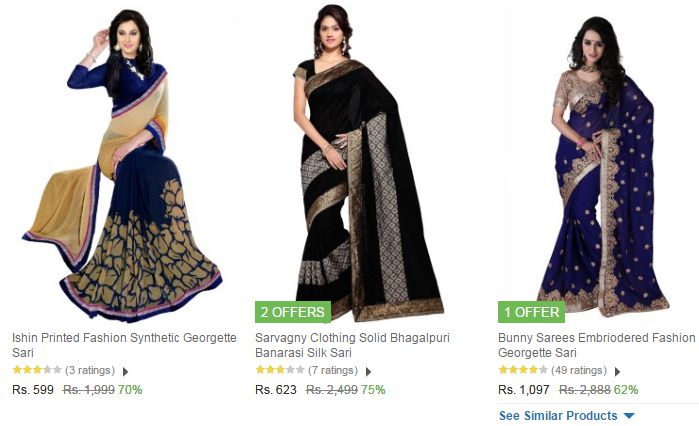 2 OFFERS
1 OFFER
Ishin Printed Fashion Synthetic Georgette
Sari
(3 ratings)
Rs. 599 Rs. 1,999 70%
Sarvagny Clothing Solid Bhagalpuri
Banarasi Silk Sari
(7 ratings)
Rs. 623 Rs. 2,499 75%
Bunny Sarees Embriodered Fashion
Georgette Sari
(49 ratings)
Rs. 1,097 Rs. 2,888 62%
See Similar Products